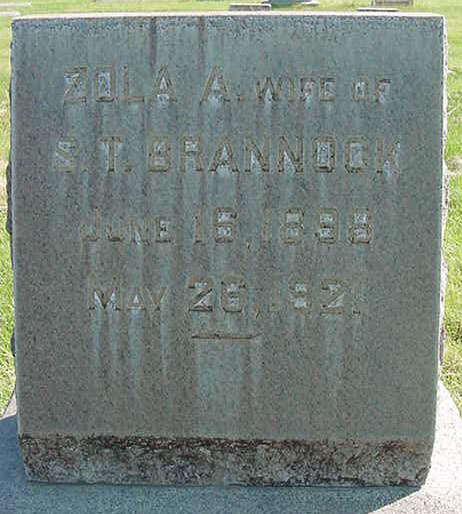 ZOLA A. WIFE OF
S. T. BRANNOCK
JUNE 15, 1898
MAY 26, 1921